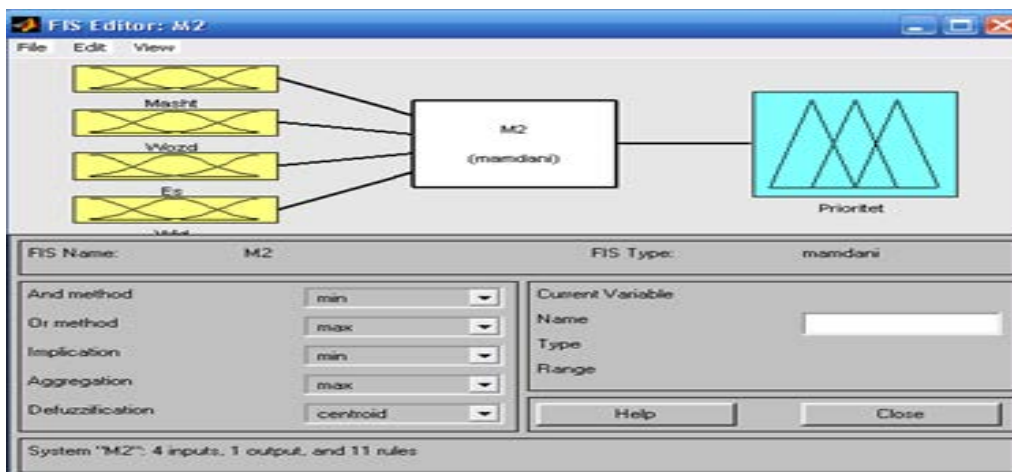 FIS Editor: M2
File Edit View
Masht
Wozd
Es
M2
(mamdani)
Prioritet
FIS Name: M2 FIS Type: mamdani
And method min
Or method max
Implication min
Aggregation max
Defuzzification centroid
Current Variable
Name
Type
Range
Help Close
System "M2": 4 inputs, 1 output, and 11 rules